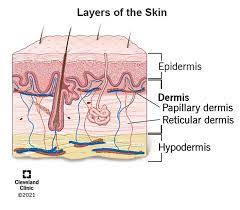 Layers of the Skin
Epidermis
Dermis
Papillary dermis
Reticular dermis
Hypodermis
Cleveland
Clinic
©2021